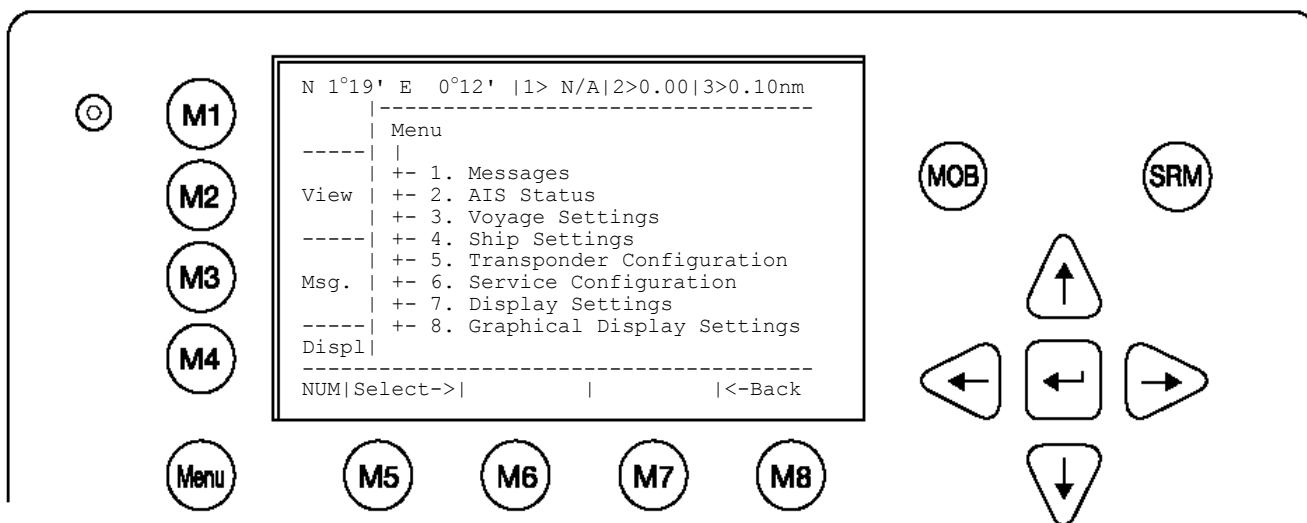 N 1°19' E 0°12' |1> N/A|2>0.00|3>0.10nm
|----------------------------------
M1
| Menu
-----| |
| +- 1. Messages
MOB
SRM
M2
View | +- 2. AIS Status
| +- 3. Voyage Settings
-----| +- 4. Ship Settings
| +- 5. Transponder Configuration
M3
Msg. | +- 6. Service Configuration
| +- 7. Display Settings
-----| +- 8. Graphical Display Settings
M4
Displ|
----------------------------------------
NUM|Select->| | |<-Back
Menu
M5
M6
M7
M8